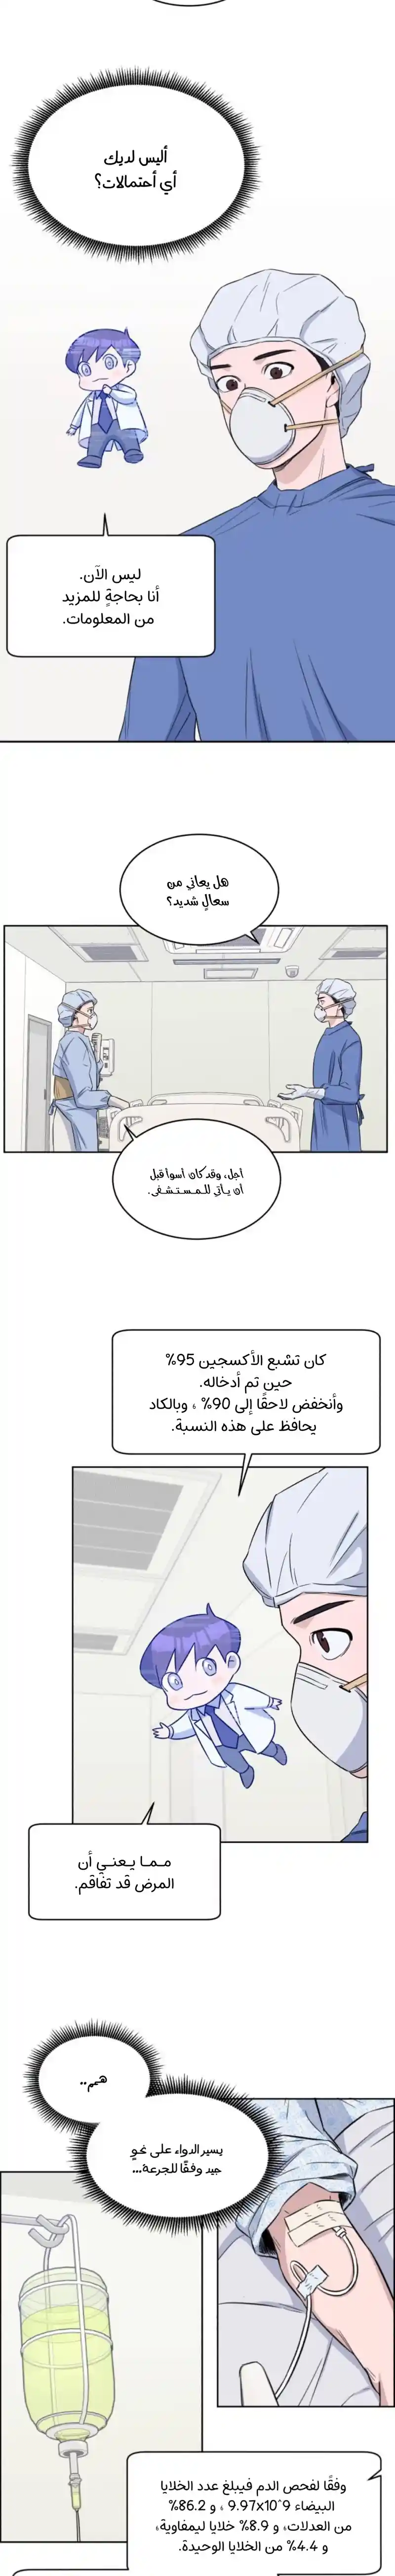 أليس لديك
أي أحتمالات؟
ليس الآن.
أنا بحاجةٍ للمزيد
من المعلومات.
هل يعاني من
سعالٍ شديد؟
أجل، وقد كان أسوأ قبل
أن يأتي للمستشفى.
كان تشبع الأكسجين 95%
حين تم أدخاله.
وأنخفض لاحقًا إلى 90% ، وبالكاد
يحافظ على هذه النسبة.
مما يعني أن
المرض قد تفاقم.
همم..
يسير الدواء على نحوٍ
جيد وفقًا للجرعة...
وفقًا لفحص الدم فيبلغ عدد الخلايا
البيضاء 9.97x10^9 ، و 86.2%
من العدلات، و 8.9% خلايا ليمفاوية،
و 4.4% من الخلايا الوحيدة.